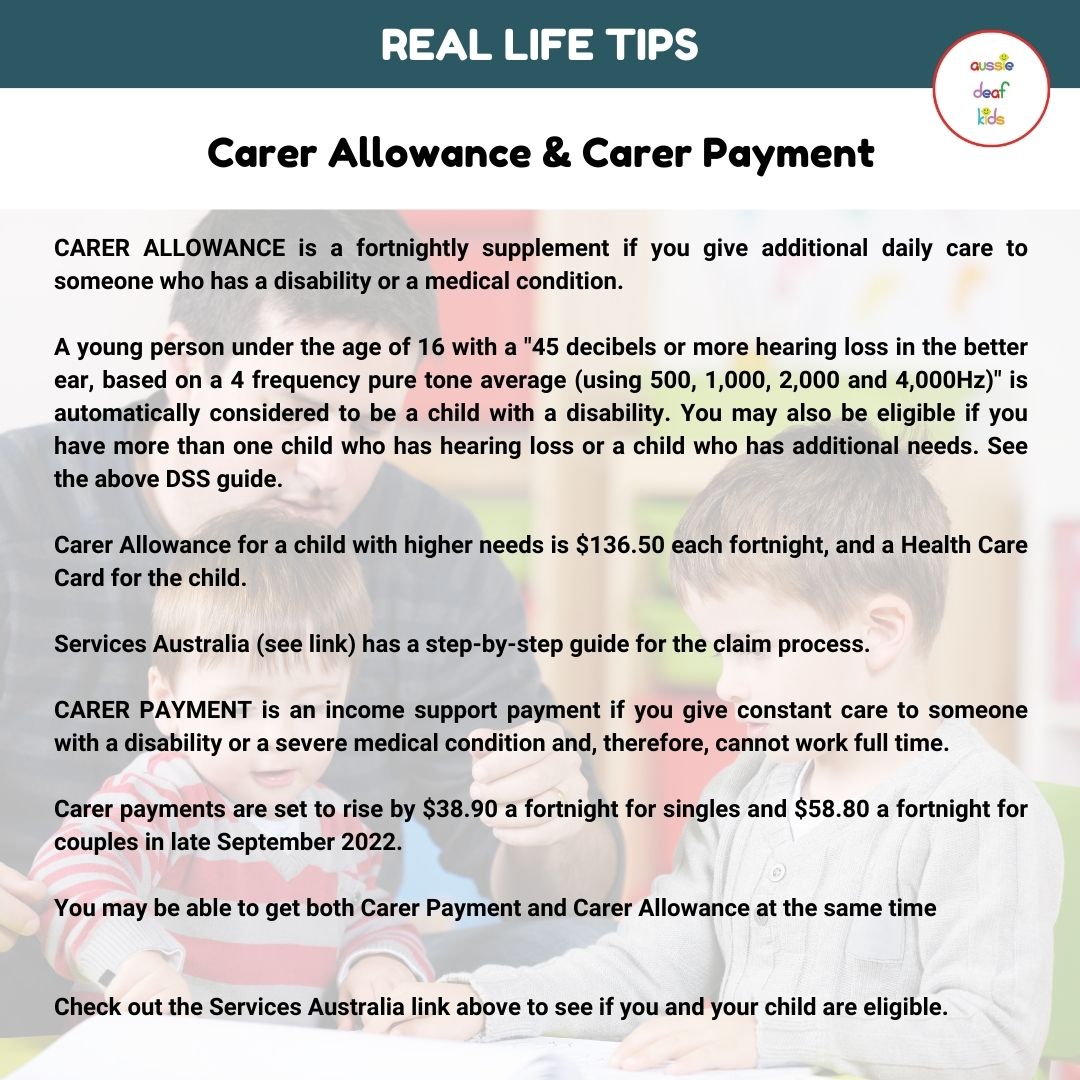 REAL LIFE TIPS
aussie
deaf
kids
Carer Allowance & Carer Payment
CARER ALLOWANCE is a fortnightly supplement if you give additional daily care to
someone who has a disability or a medical condition.
A young person under the age of 16 with a "45 decibels or more hearing loss in the better
ear, based on a 4 frequency pure tone average (using 500, 1,000, 2,000 and 4,000Hz)" is
automatically considered to be a child with a disability. You may also be eligible if you
have more than one child who has hearing loss or a child who has additional needs. See
the above DSS guide.
Carer Allowance for a child with higher needs is $136.50 each fortnight, and a Health Care
Card for the child.
Services Australia (see link) has a step-by-step guide for the claim process.
CARER PAYMENT is an income support payment if you give constant care to someone
with a disability or a severe medical condition and, therefore, cannot work full time.
Carer payments are set to rise by $38.90 a fortnight for singles and $58.80 a fortnight for
couples in late September 2022.
You may be able to get both Carer Payment and Carer Allowance at the same time
Check out the Services Australia link above to see if you and your child are eligible.